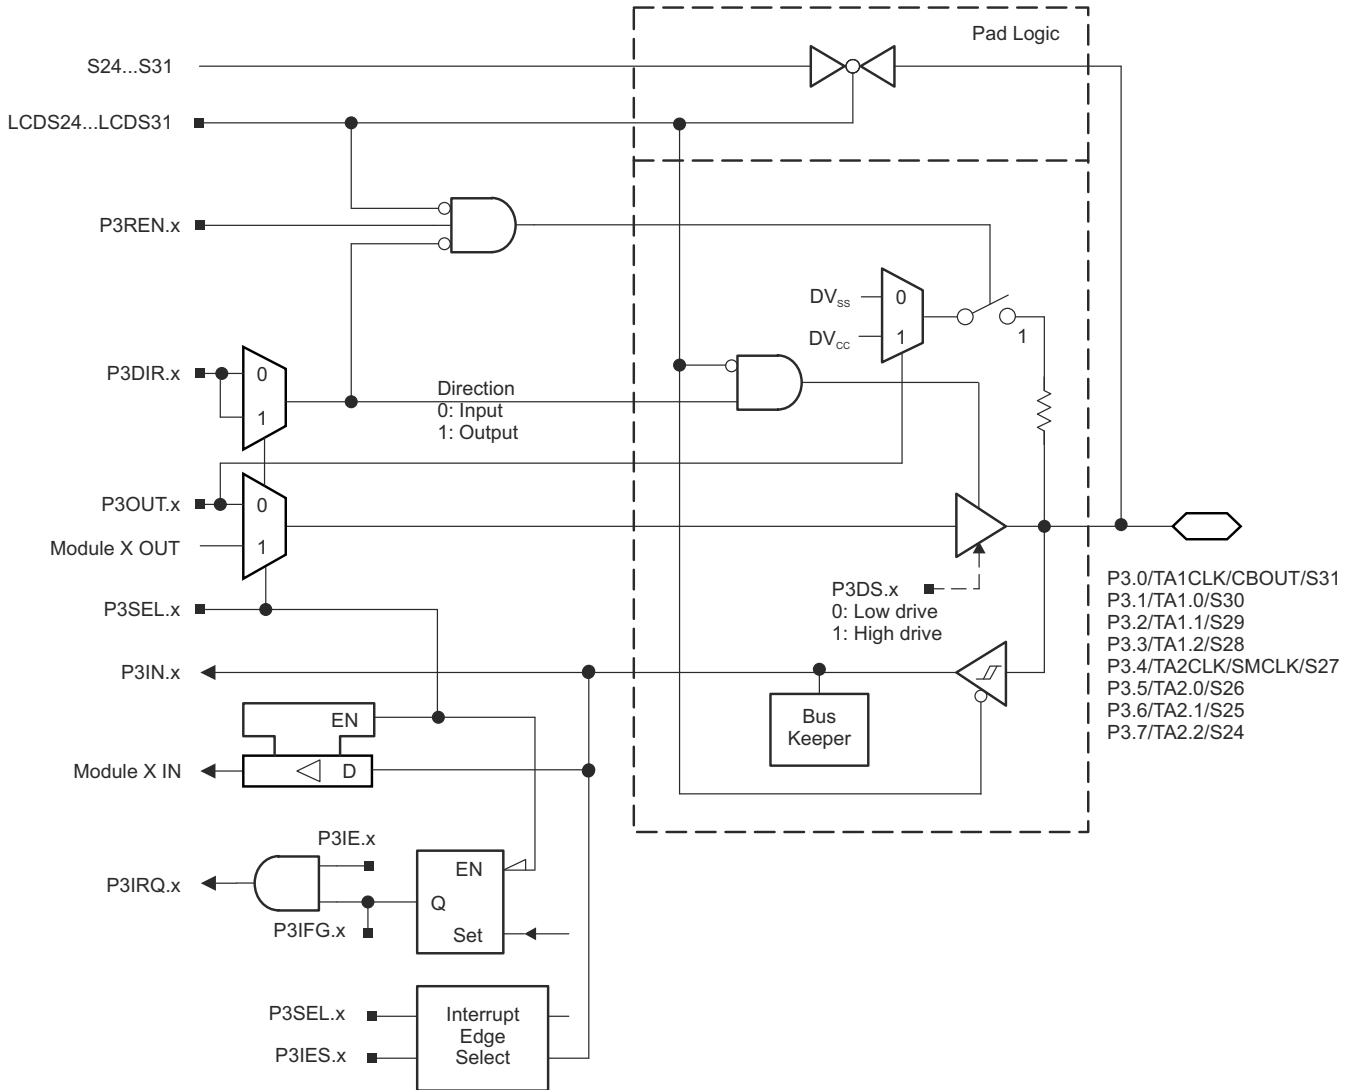 Pad Logic
S24...S31
LCDS24...LCDS31
P3REN.x
DVSS
0
DVCC
1
1
P3DIR.x
0
1
Direction
0: Input
1: Output
P3OUT.x
0
Module X OUT
1
P3SEL.x
P3DS.x
0: Low drive
1: High drive
P3.0/TA1CLK/CBOUT/S31
P3.1/TA1.0/S30
P3.2/TA1.1/S29
P3.3/TA1.2/S28
P3.4/TA2CLK/SMCLK/S27
P3.5/TA2.0/S26
P3.6/TA2.1/S25
P3.7/TA2.2/S24
P3IN.x
Bus
Keeper
EN
Module X IN
D
P3IE.x
P3IRQ.x
EN
Q
P3IFG.x
Set
P3SEL.x
P3IES.x
Interrupt
Edge
Select